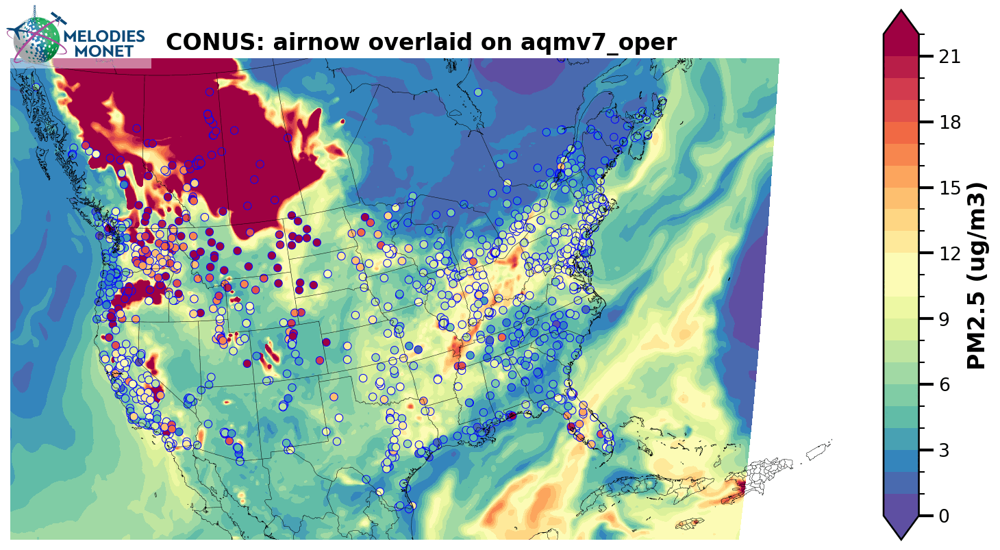 MELODIES
MONET
CONUS: airnow overlaid on aqmv7_oper
21
18
15
12
9
6
3
0
PM2.5 (ug/m3)